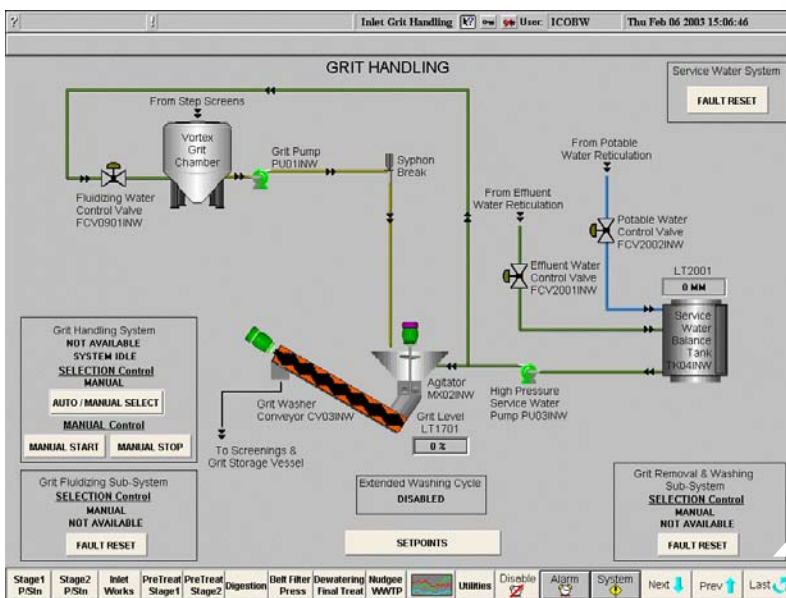 ? ! Inlet Grit Handling ? User: ICOBW Thu Feb 06 2003 15:06:46
GRIT HANDLING
Service Water System
FAULT RESET
From Step Screens
Vortex
Grit
Chamber
Grit Pump
PU01INW
Syphon
Break
Fluidizing Water
Control Valve
FCV0901INW
From Potable
Water Reticulation
From Effluent
Water Reticulation
Potable Water
Control Valve
FCV2002INW
Effluent Water
Control Valve
FCV2001INW
LT2001
0 MM
Service
Water
Balance
Tank
TK04INW
Grit Handling System
NOT AVAILABLE
SYSTEM IDLE
SELECTION Control
MANUAL
AUTO / MANUAL SELECT
MANUAL Control
MANUAL START MANUAL STOP
Grit Washer
Conveyor CV03INW
Agitator
MX02INW
Grit Level
LT1701
0 %
High Pressure
Service Water
Pump PU03INW
To Screenings &
Grit Storage Vessel
Grit Fluidizing Sub-System
SELECTION Control
MANUAL
NOT AVAILABLE
FAULT RESET
Extended Washing Cycle
DISABLED
SETPOINTS
Grit Removal & Washing
Sub-System
SELECTION Control
MANUAL
NOT AVAILABLE
FAULT RESET
Stage1 P/Stn
Stage2 P/Stn
Inlet Works
PreTreat Stage1
PreTreat Stage2
Digestion
Belt Filter Press
Dewatering Final Treat
Nudgee WWTP
Utilities
Disable
Alarm
System
Next
Prev
Last